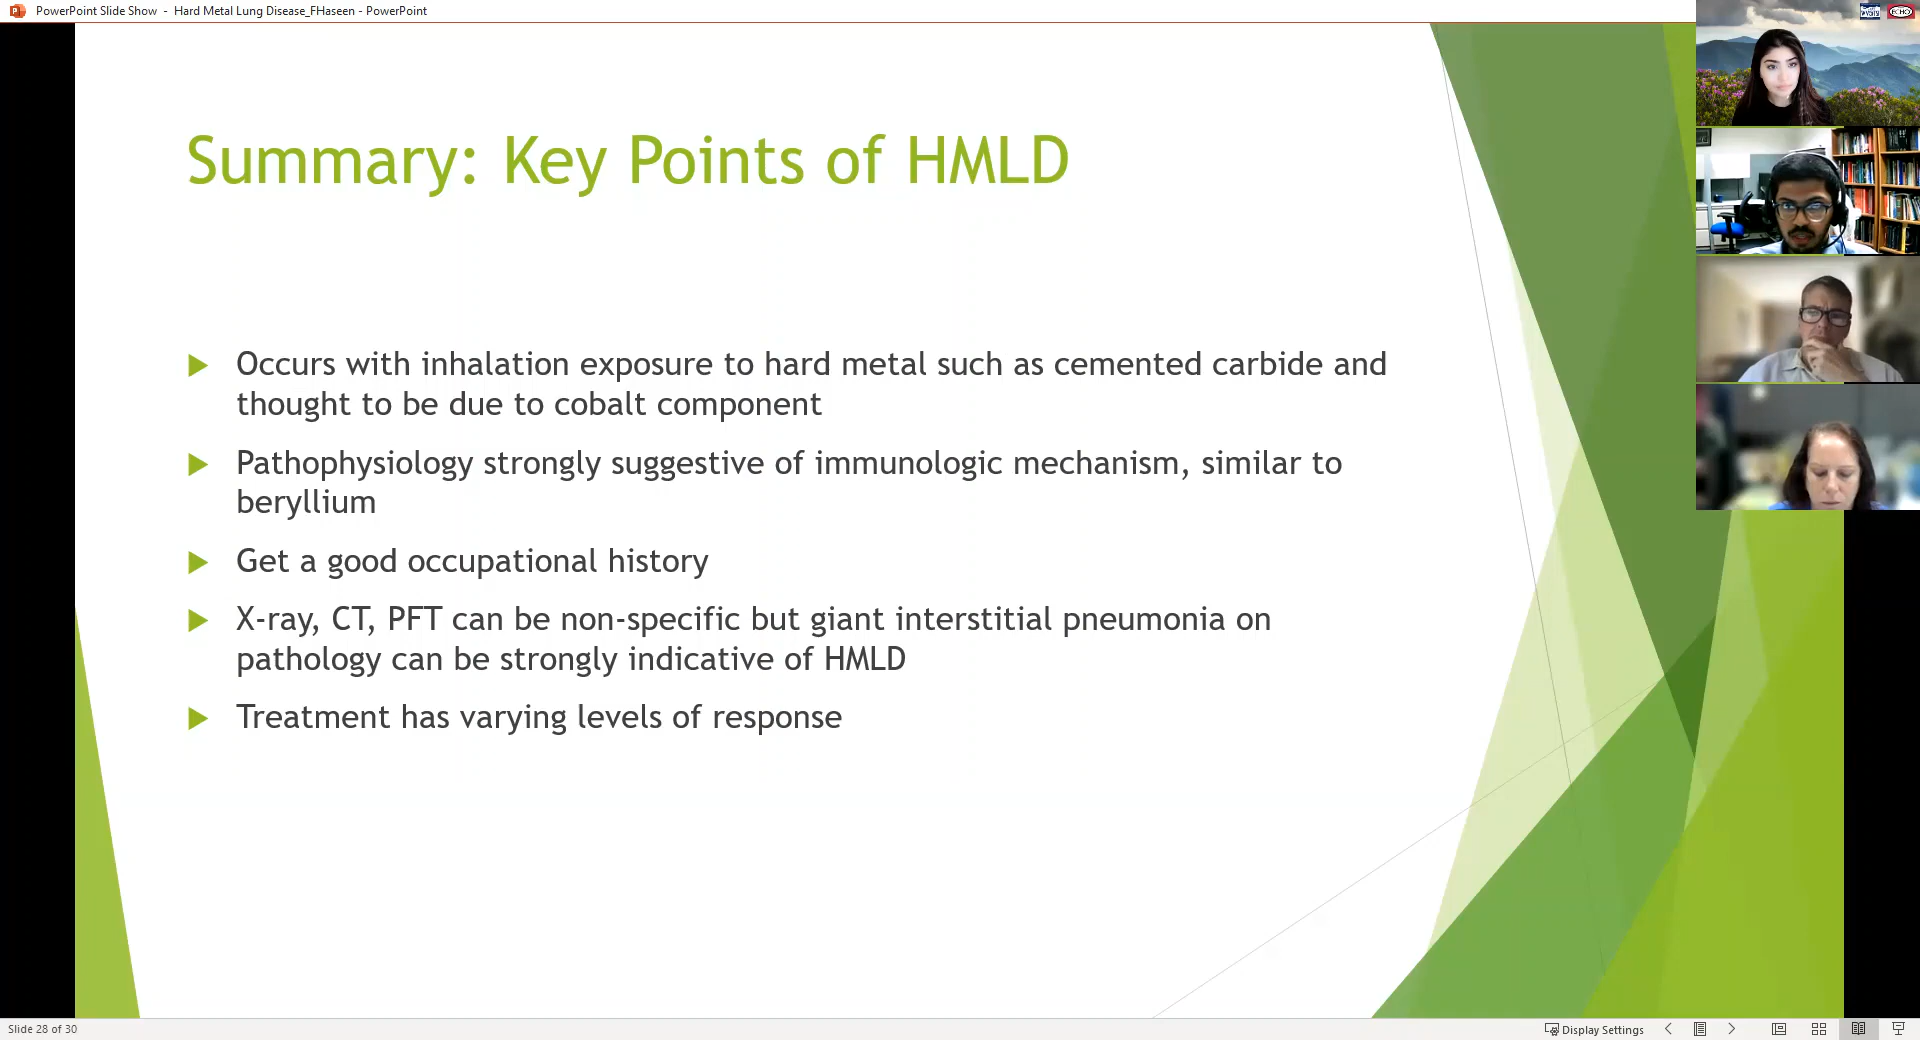 PowerPoint Slide Show - Hard Metal Lung Disease_FHaseen - PowerPoint
ECHO
Summary: Key Points of HMLD
Occurs with inhalation exposure to hard metal such as cemented carbide and
thought to be due to cobalt component
Pathophysiology strongly suggestive of immunologic mechanism, similar to
beryllium
Get a good occupational history
X-ray, CT, PFT can be non-specific but giant interstitial pneumonia on
pathology can be strongly indicative of HMLD
Treatment has varying levels of response
Slide 28 of 30
Display Settings